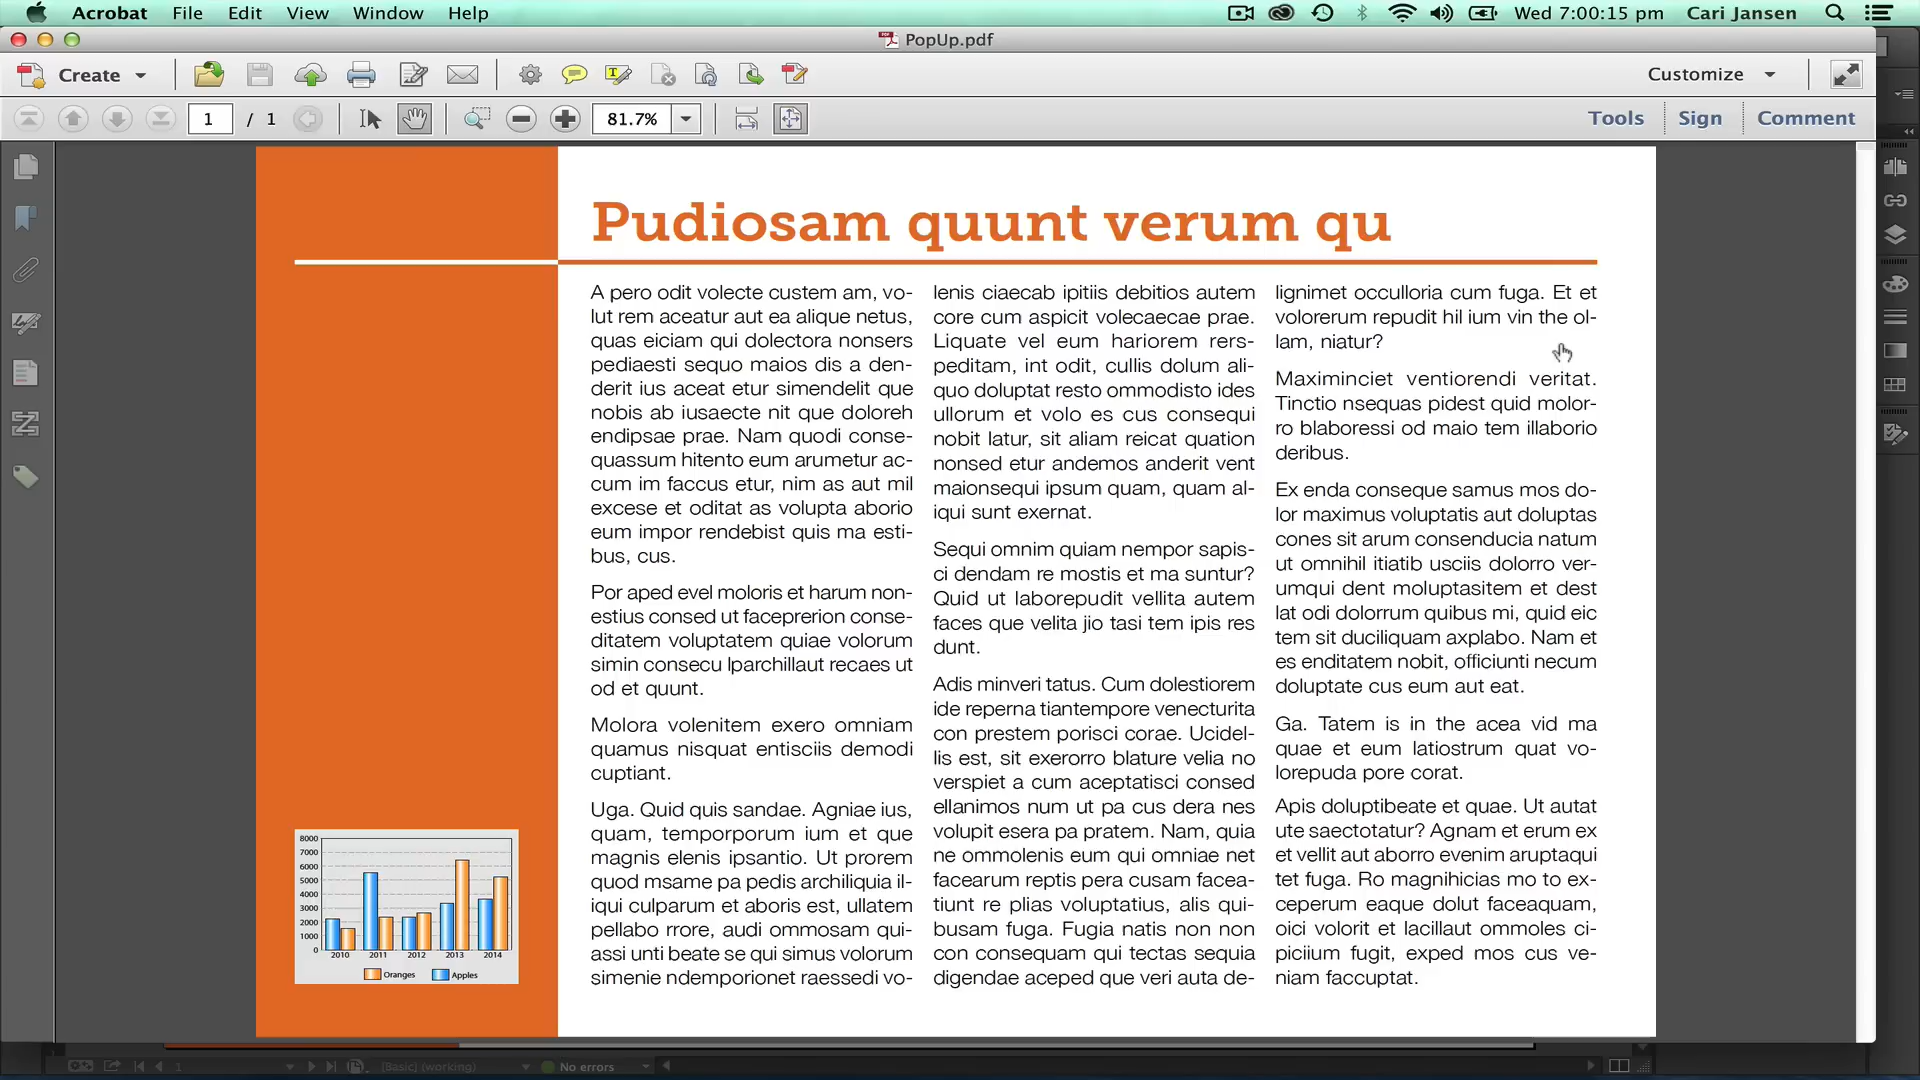 Acrobat File Edit View Window Help Wed 7:00:15 pm Cari Jansen
PopUp.pdf
Create Customize
1 / 1 81.7% Tools Sign Comment
Pudiosam quunt verum qu
A pero odit volecte custem am, vo-
lut rem aceatur aut ea alique netus,
quas eiciam qui dolectora nonsers
pediaesti sequo maios dis a den-
derit ius aceat etur simendelit que
nobis ab iusaecte nit que doloreh
endipsae prae. Nam quodi conse-
quassum hitento eum arumetur ac-
cum im faccus etur, nim as aut mil
excese et oditat as volupta aborio
eum impor rendebist quis ma esti-
bus, cus.
Por aped evel moloris et harum non-
estius consed ut faceprerion conse-
ditatem voluptatem quiae volorum
simin consecu lparchillaut recaes ut
od et quunt.
Molora volenitem exero omniam
quamus nisquat entisciis demodi
cuptiant.
Uga. Quid quis sandae. Agniae ius,
quam, temporporum ium et que
magnis elenis ipsantio. Ut prorem
quod msame pa pedis archiliquia il-
iqui culparum et aboris est, ullatem
pellabo rrore, audi ommosam qui-
assi unti beate se qui simus volorum
simenie ndemporionet raessedi vo-
lenis ciaecab ipitiis debitios autem
core cum aspicit volecaecae prae.
Liquate vel eum hariorem rers-
peditam, int odit, cullis dolum ali-
quo doluptat resto ommodisto ides
ullorum et volo es cus consequi
nobit latur, sit aliam reicat quation
nonsed etur andemos anderit vent
maionsequi ipsum quam, quam al-
iqui sunt exernat.
Sequi omnim quiam nempor sapis-
ci dendam re mostis et ma suntur?
Quid ut laborepudit vellita autem
faces que velita jio tasi tem ipis res
dunt.
Adis minveri tatus. Cum dolestiorem
ide reperna tiantempore venecturita
con prestem porisci corae. Ucidel-
lis est, sit exerorro blature velia no
verspiet a cum aceptatisci consed
ellanimos num ut pa cus dera nes
volupit esera pa pratem. Nam, quia
ne ommolenis eum qui omniae net
facearum reptis pera cusam facea-
tiunt re plias voluptatius, alis qui-
busam fuga. Fugia natis non non
con consequam qui tectas sequia
digendae aceped que veri auta de-
lignimet occulloria cum fuga. Et et
volorerum repudit hil ium vin the ol-
lam, niatur?
Maximinciet ventiorendi veritat.
Tinctio nsequas pidest quid molor-
ro blaboressi od maio tem illaborio
deribus.
Ex enda conseque samus mos do-
lor maximus voluptatis aut doluptas
cones sit arum consenducia natum
ut omnihil itiatib usciis dolorro ver-
umqui dent moluptasitem et dest
lat odi dolorrum quibus mi, quid eic
tem sit duciliquam axplabo. Nam et
es enditatem nobit, officiunti necum
doluptate cus eum aut eat.
Ga. Tatem is in the acea vid ma
quae et eum latiostrum quat vo-
lorepuda pore corat.
Apis doluptibeate et quae. Ut autat
ute saectotatur? Agnam et erum ex
et vellit aut aborro evenim aruptaqui
tet fuga. Ro magnihicias mo to ex-
ceperum eaque dolut faceaquam,
oici volorit et lacillaut ommoles ci-
piciium fugit, exped mos cus ve-
niam faccuptat.
8000
7000
6000
5000
4000
3000
2000
1000
0
2010 2011 2012 2013 2014
Oranges Apples
1 [Basic] (working) No errors